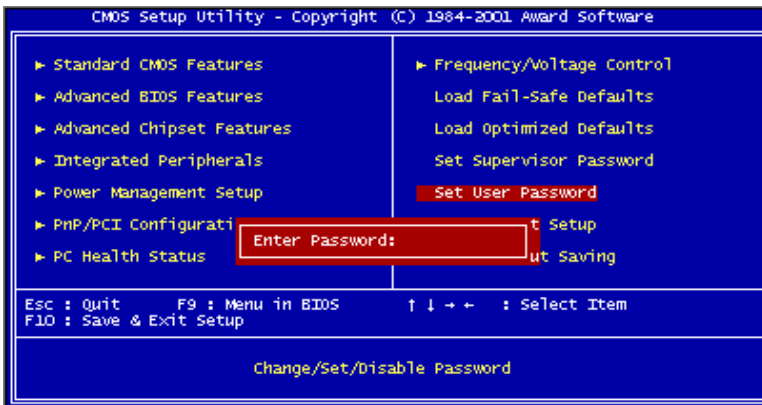 CMOS Setup Utility - Copyright (C) 1984-2001 Award Software
► Standard CMOS Features
► Advanced BIOS Features
► Advanced Chipset Features
► Integrated Peripherals
► Power Management Setup
► PnP/PCI Configurati
► PC Health Status
► Frequency/Voltage Control
Load Fail-Safe Defaults
Load Optimized Defaults
Set Supervisor Password
Set User Password
t Setup
ut Saving
Enter Password:
Esc : Quit F9 : Menu in BIOS ↑ ↓ → ← : Select Item
F10 : Save & Exit Setup
Change/Set/Disable Password